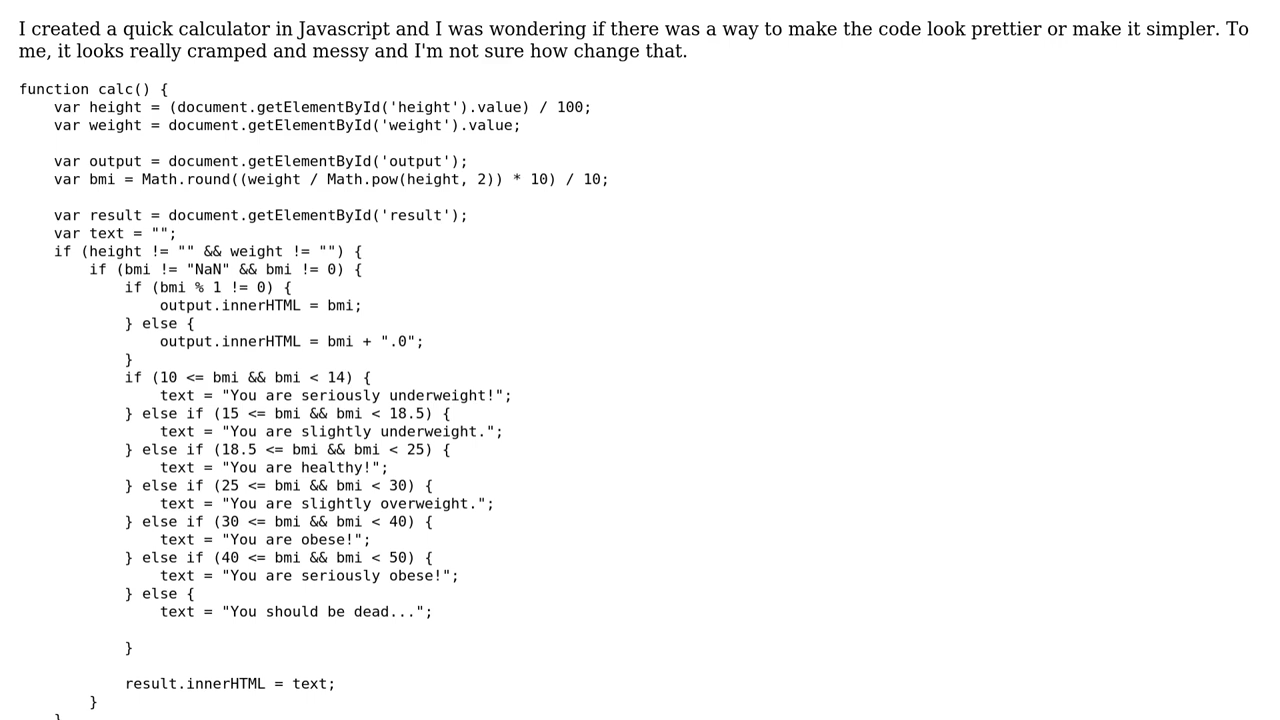 I created a quick calculator in Javascript and I was wondering if there was a way to make the code look prettier or make it simpler. To
me, it looks really cramped and messy and I'm not sure how change that.
function calc() {
    var height = (document.getElementById('height').value) / 100;
    var weight = document.getElementById('weight').value;

    var output = document.getElementById('output');
    var bmi = Math.round((weight / Math.pow(height, 2)) * 10) / 10;

    var result = document.getElementById('result');
    var text = "";
    if (height != "" && weight != "") {
        if (bmi != "NaN" && bmi != 0) {
            if (bmi % 1 != 0) {
                output.innerHTML = bmi;
            } else {
                output.innerHTML = bmi + ".0";
            }
            if (10 <= bmi && bmi < 14) {
                text = "You are seriously underweight!";
            } else if (15 <= bmi && bmi < 18.5) {
                text = "You are slightly underweight.";
            } else if (18.5 <= bmi && bmi < 25) {
                text = "You are healthy!";
            } else if (25 <= bmi && bmi < 30) {
                text = "You are slightly overweight.";
            } else if (30 <= bmi && bmi < 40) {
                text = "You are obese!";
            } else if (40 <= bmi && bmi < 50) {
                text = "You are seriously obese!";
            } else {
                text = "You should be dead...";

            }

            result.innerHTML = text;
        }
    }